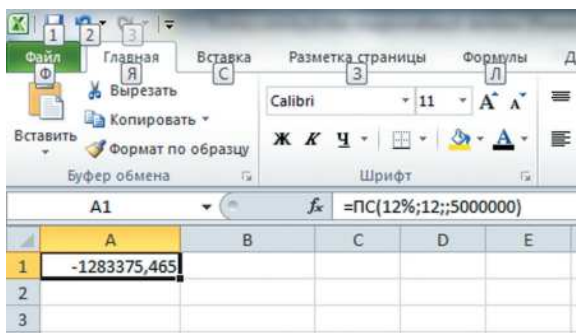 1 2 3
Файл Главная Вставка Разметка страницы Формулы Д
Ф Я С З Л
Вырезать
Копировать
Формат по образцу
Вставить
Буфер обмена
Calibri 11 A A
Ж К Ч A
Шрифт
A1 fx =ПС(12%;12;;5000000)
A B C D E
1 -1283375,465
2
3